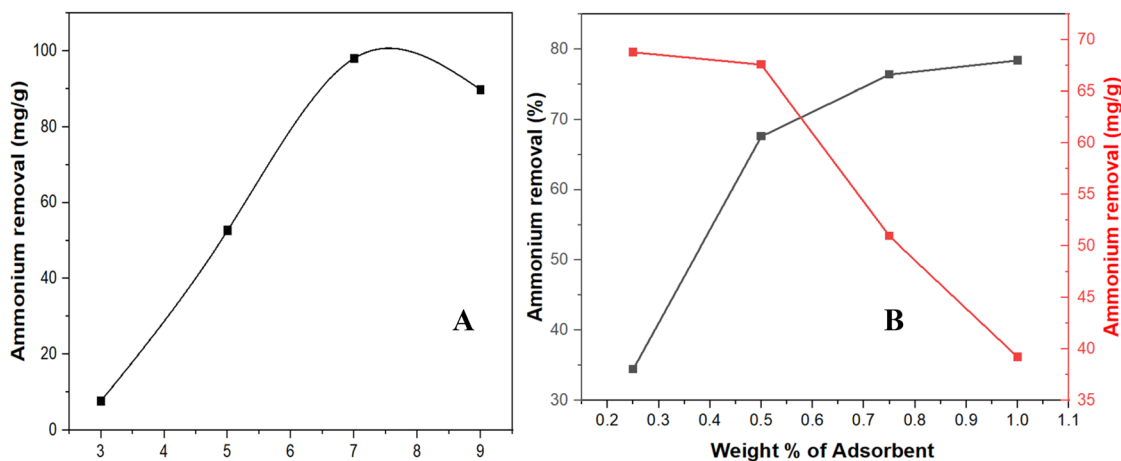 Ammonium removal (mg/g)
100
80
60
40
20
0
3 4 5 6 7 8 9
A
Ammonium removal (%)
80
70
60
50
40
30
0.2 0.3 0.4 0.5 0.6 0.7 0.8 0.9 1.0 1.1
Weight % of Adsorbent
B
70
65
60
55
50
45
40
35
Ammonium removal (mg/g)